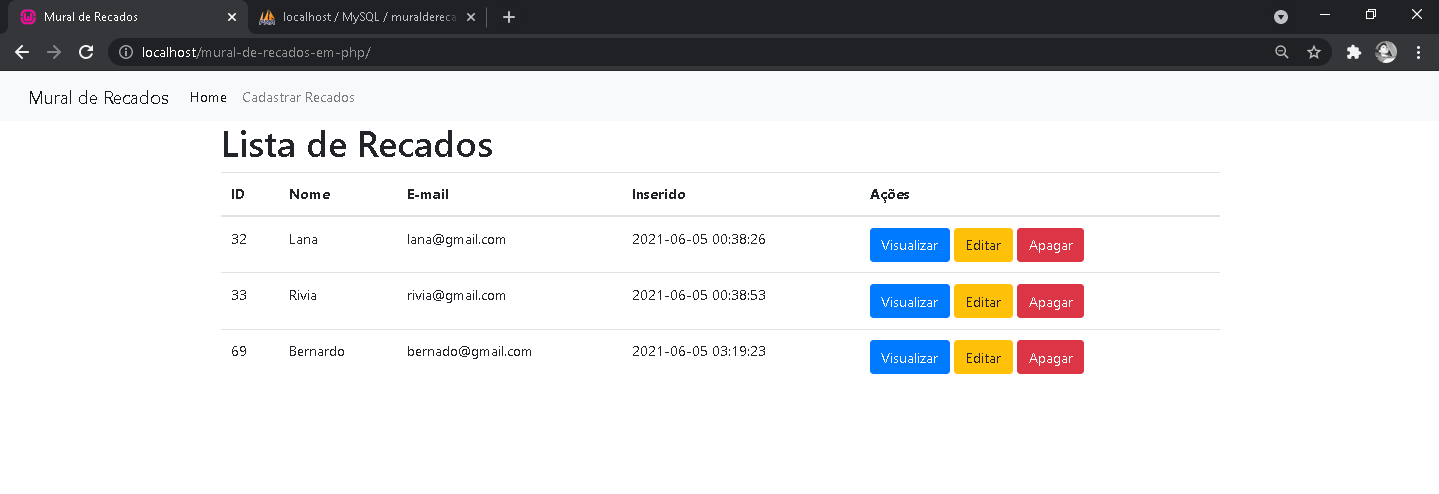 Mural de Recados
localhost / MySQL / muraldereca
localhost/mural-de-recados-em-php/
Mural de Recados Home Cadastrar Recados
Lista de Recados
ID Nome E-mail Inserido Ações
32 Lana lana@gmail.com 2021-06-05 00:38:26 Visualizar Editar Apagar
33 Rivia rivia@gmail.com 2021-06-05 00:38:53 Visualizar Editar Apagar
69 Bernardo bernado@gmail.com 2021-06-05 03:19:23 Visualizar Editar Apagar